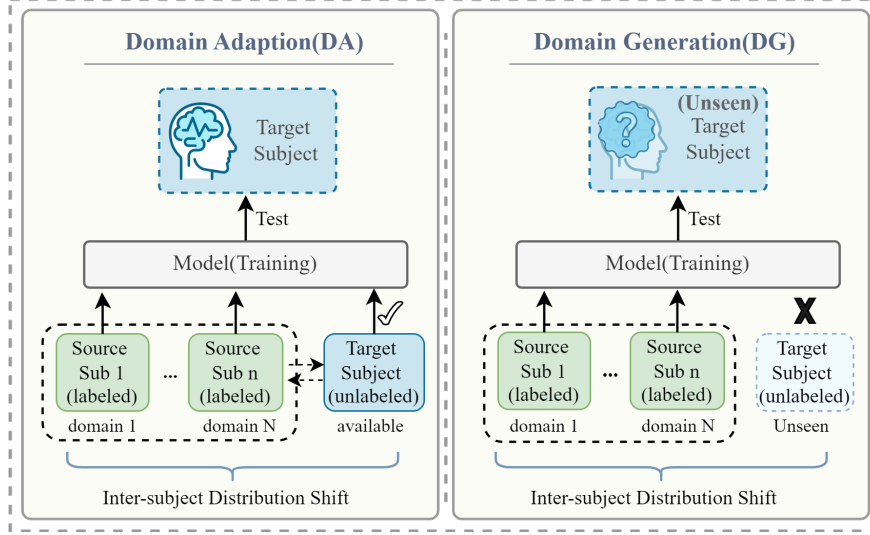 Domain Adaption(DA)
Target
Subject
Test
Model(Training)
Source
Sub 1
(labeled)
...
Source
Sub n
(labeled)
Target
Subject
(unlabeled)
domain 1
domain N
available
Inter-subject Distribution Shift
Domain Generation(DG)
(Unseen)
Target
Subject
Test
Model(Training)
X
Source
Sub 1
(labeled)
...
Source
Sub n
(labeled)
Target
Subject
(unlabeled)
domain 1
domain N
Unseen
Inter-subject Distribution Shift